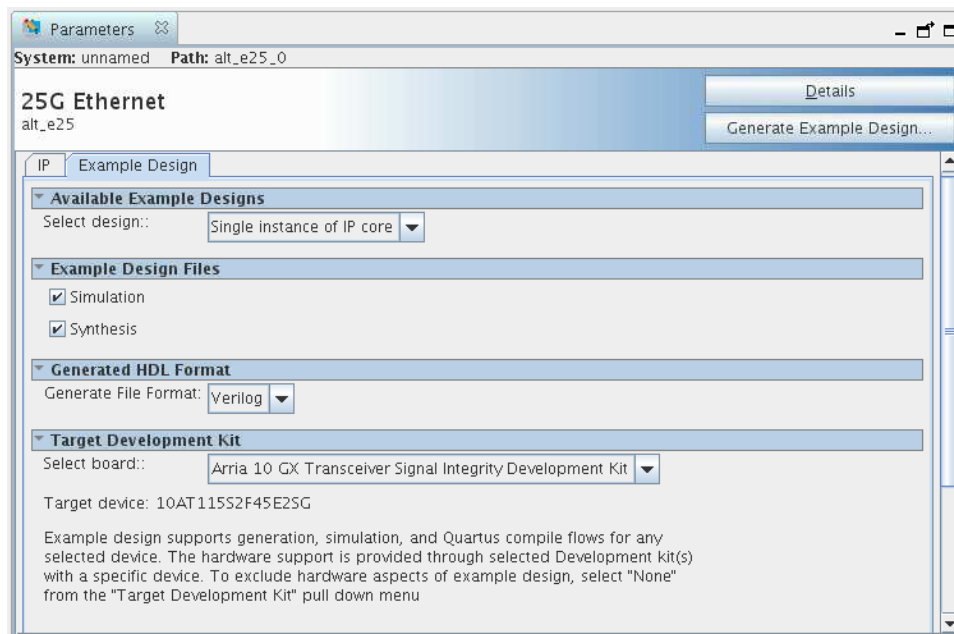 Parameters
System: unnamed Path: alt_e25_0
25G Ethernet
alt_e25
Details
Generate Example Design...
IP Example Design
Available Example Designs
Select design:: Single instance of IP core
Example Design Files
Simulation
Synthesis
Generated HDL Format
Generate File Format: Verilog
Target Development Kit
Select board:: Arria 10 GX Transceiver Signal Integrity Development Kit
Target device: 10AT115S2F45E2SG
Example design supports generation, simulation, and Quartus compile flows for any
selected device. The hardware support is provided through selected Development kit(s)
with a specific device. To exclude hardware aspects of example design, select "None"
from the "Target Development Kit" pull down menu